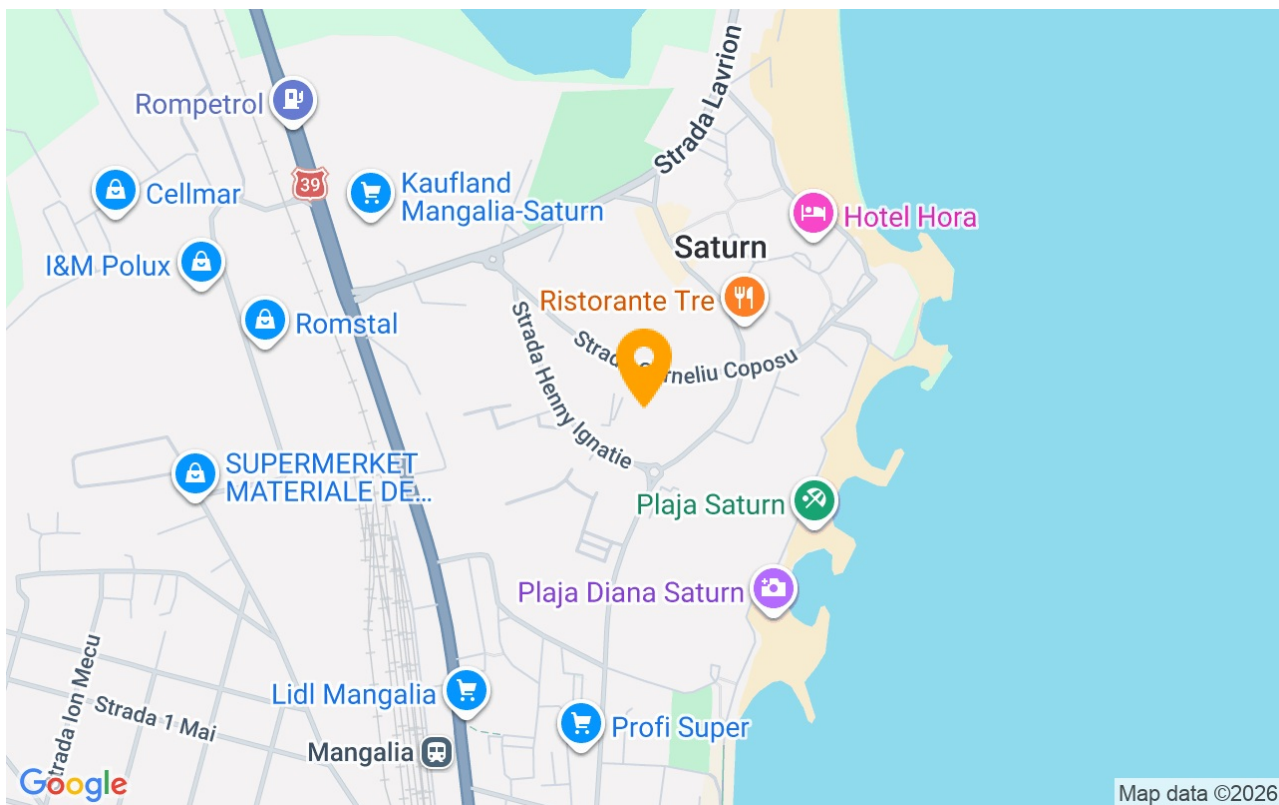 Strada Lavrion
Rompetrol
39
Cellmar
Kaufland
Mangalia-Saturn
Hotel Hora
Saturn
I&M Polux
Ristorante Tre
Romstal
Strada Henny Ignatie
Corneliu Coposu
SUPERMERKET
MATERIALE DE...
Plaja Saturn
Plaja Diana Saturn
Strada Ion Mecu
Lidl Mangalia
Strada 1 Mai
Profi Super
Mangalia
Google
Map data ©2026